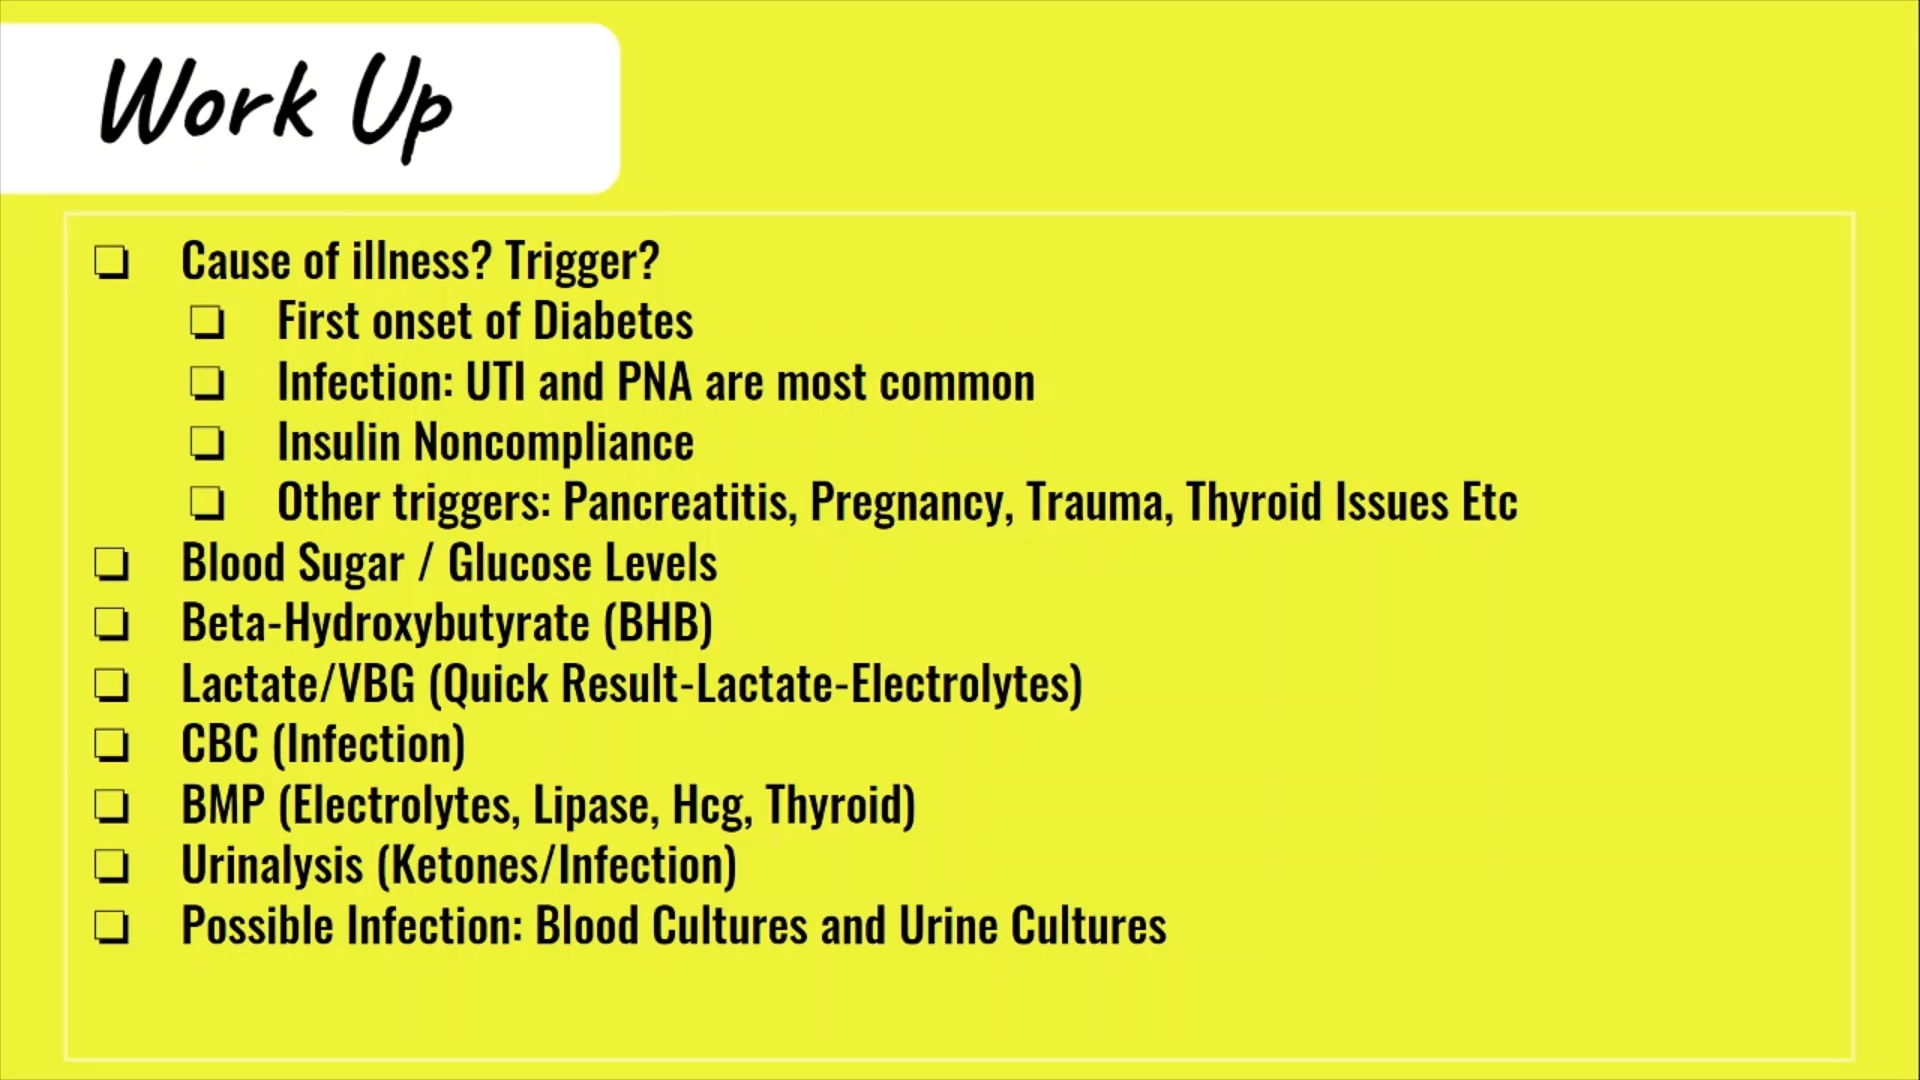 Work Up
Cause of illness? Trigger?
First onset of Diabetes
Infection: UTI and PNA are most common
Insulin Noncompliance
Other triggers: Pancreatitis, Pregnancy, Trauma, Thyroid Issues Etc
Blood Sugar / Glucose Levels
Beta-Hydroxybutyrate (BHB)
Lactate/VBG (Quick Result-Lactate-Electrolytes)
CBC (Infection)
BMP (Electrolytes, Lipase, Hcg, Thyroid)
Urinalysis (Ketones/Infection)
Possible Infection: Blood Cultures and Urine Cultures